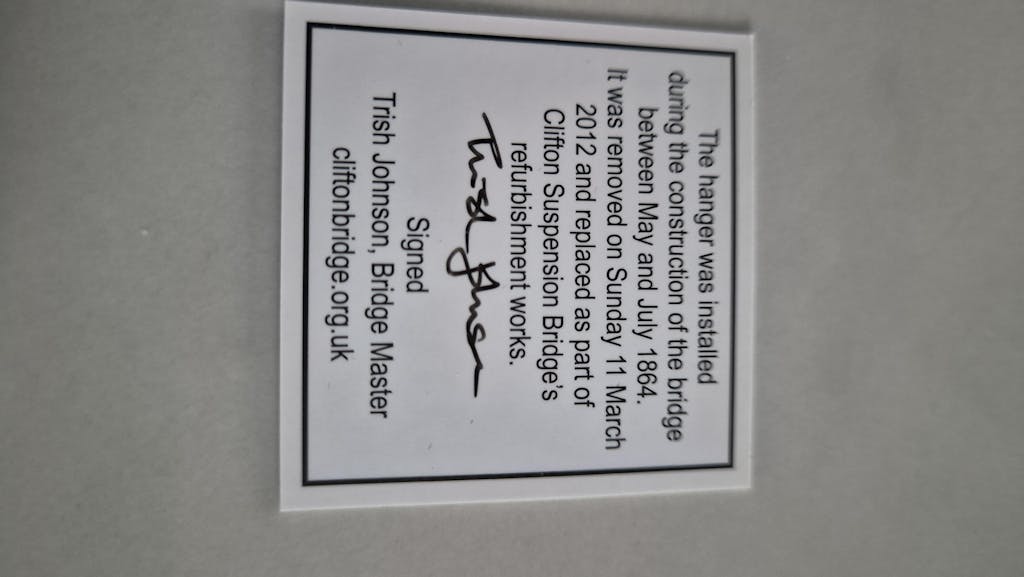 The hanger was installed
during the construction of the bridge
between May and July 1864.
It was removed on Sunday 11 March
2012 and replaced as part of
Clifton Suspension Bridge's
refurbishment works.
Trish Johnson
Signed
Trish Johnson, Bridge Master
cliftonbridge.org.uk